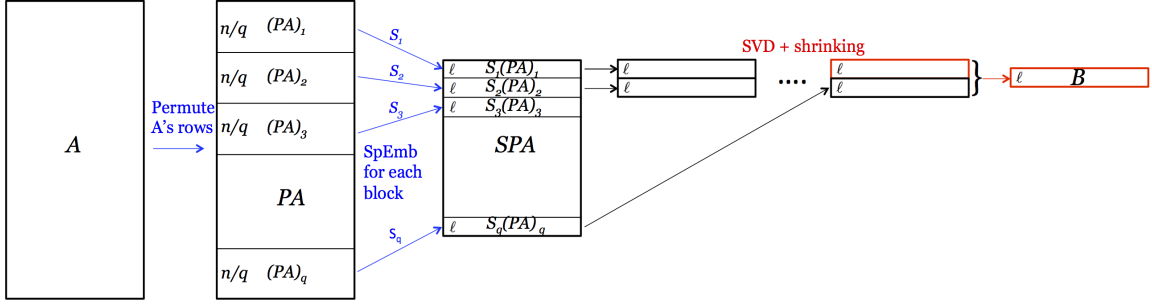 A
Permute
A's rows
n/q (PA)₁
n/q (PA)₂
n/q (PA)₃
PA
n/q (PA)q
S₁
S₂
S₃
SpEmb
for each
block
Sq
ℓ S₁(PA)₁
ℓ S₂(PA)₂
ℓ S₃(PA)₃
SPA
ℓ Sq(PA)q
ℓ
ℓ
....
SVD + shrinking
ℓ
ℓ
}
ℓ B